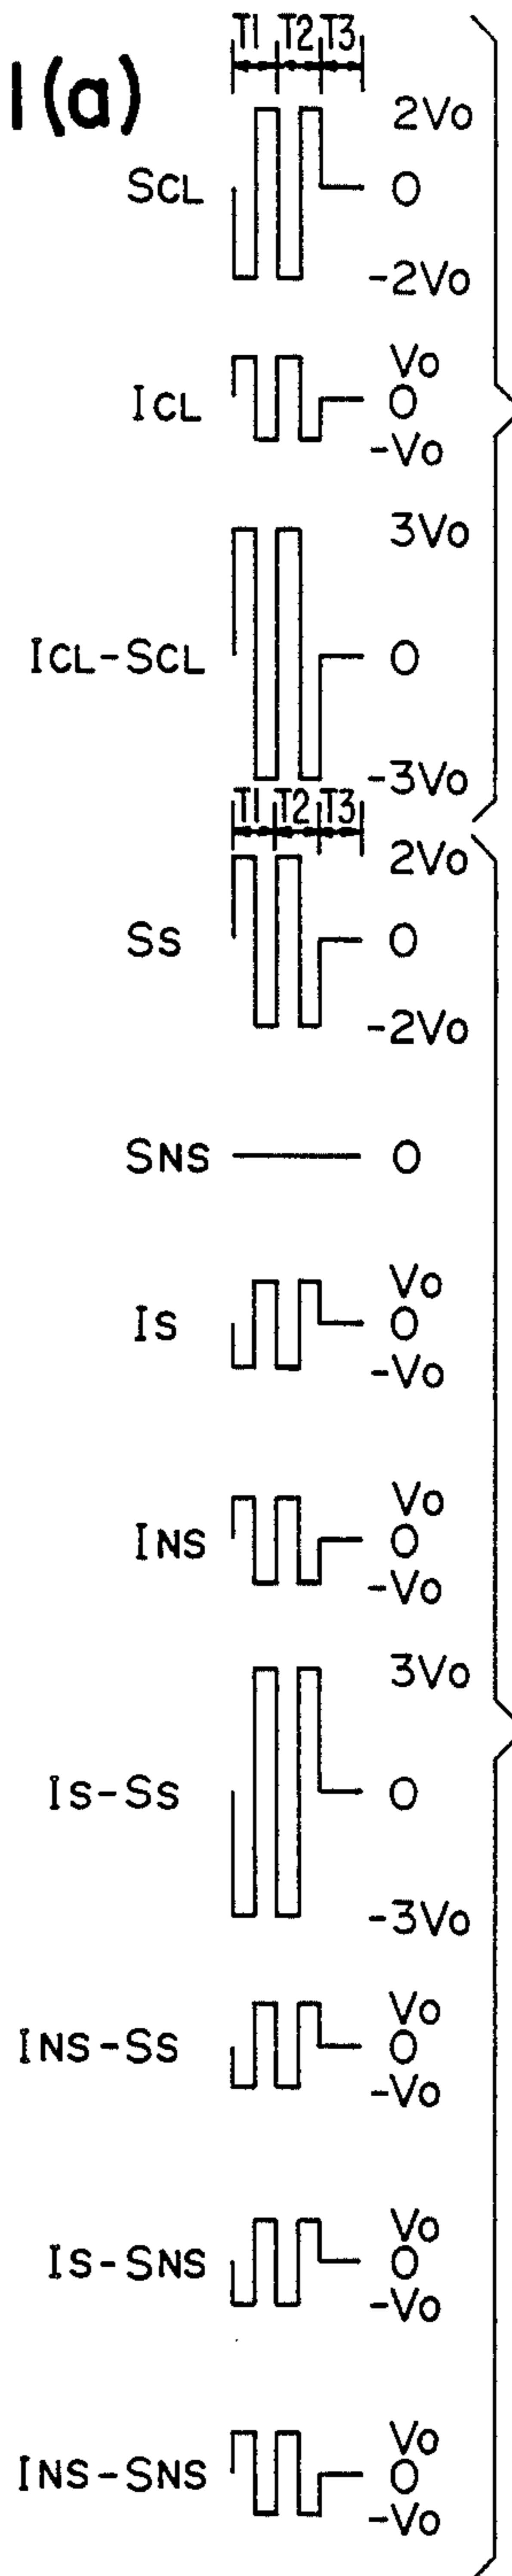 T1 T2 T3
1(a)
2Vo
SCL 0
-2Vo
Vo
ICL 0
-Vo
3Vo
ICL-SCL 0
-3Vo
T1 T2 T3
2Vo
SS 0
-2Vo
SNS 0
Vo
IS 0
-Vo
Vo
INS 0
-Vo
3Vo
IS-SS 0
-3Vo
Vo
INS-SS 0
-Vo
Vo
IS-SNS 0
-Vo
Vo
INS-SNS 0
-Vo